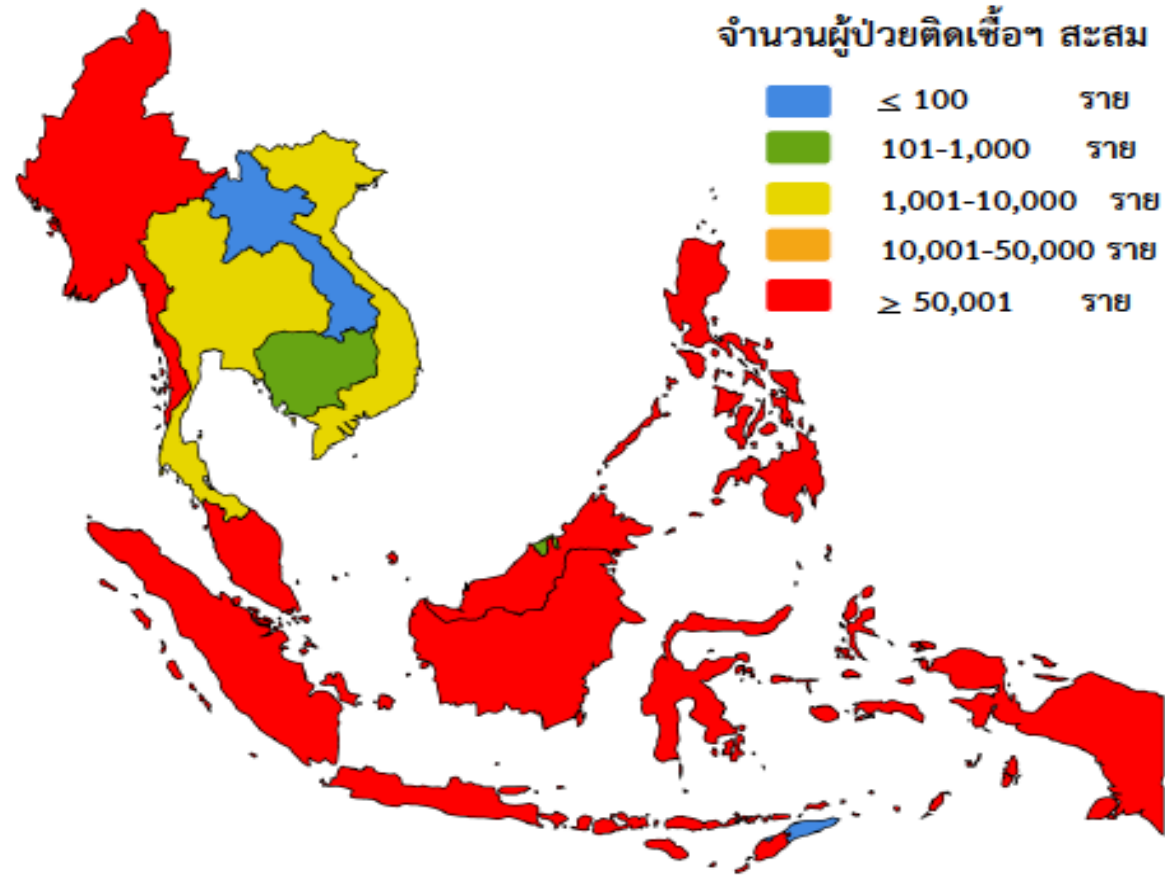 จำนวนผู้ป่วยติดเชื้อฯ สะสม
≤ 100 ราย
101-1,000 ราย
1,001-10,000 ราย
10,001-50,000 ราย
≥ 50,001 ราย